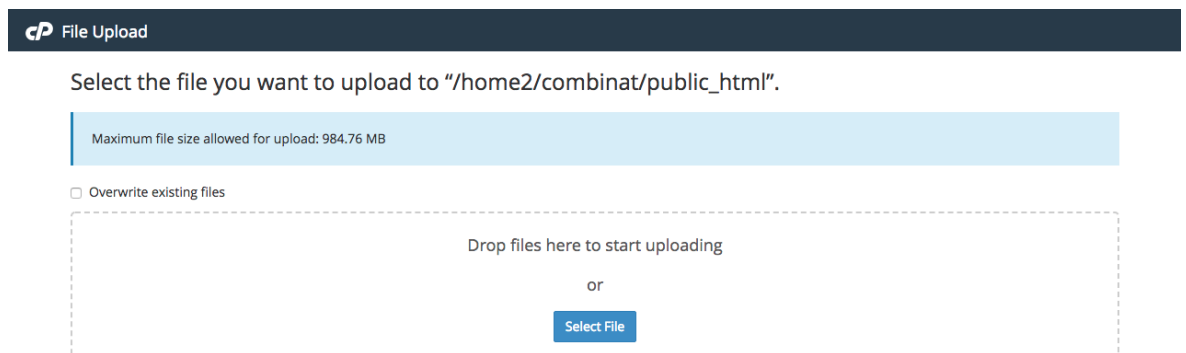 cP File Upload
Select the file you want to upload to “/home2/combinat/public_html”.
Maximum file size allowed for upload: 984.76 MB
Overwrite existing files
Drop files here to start uploading
or
Select File